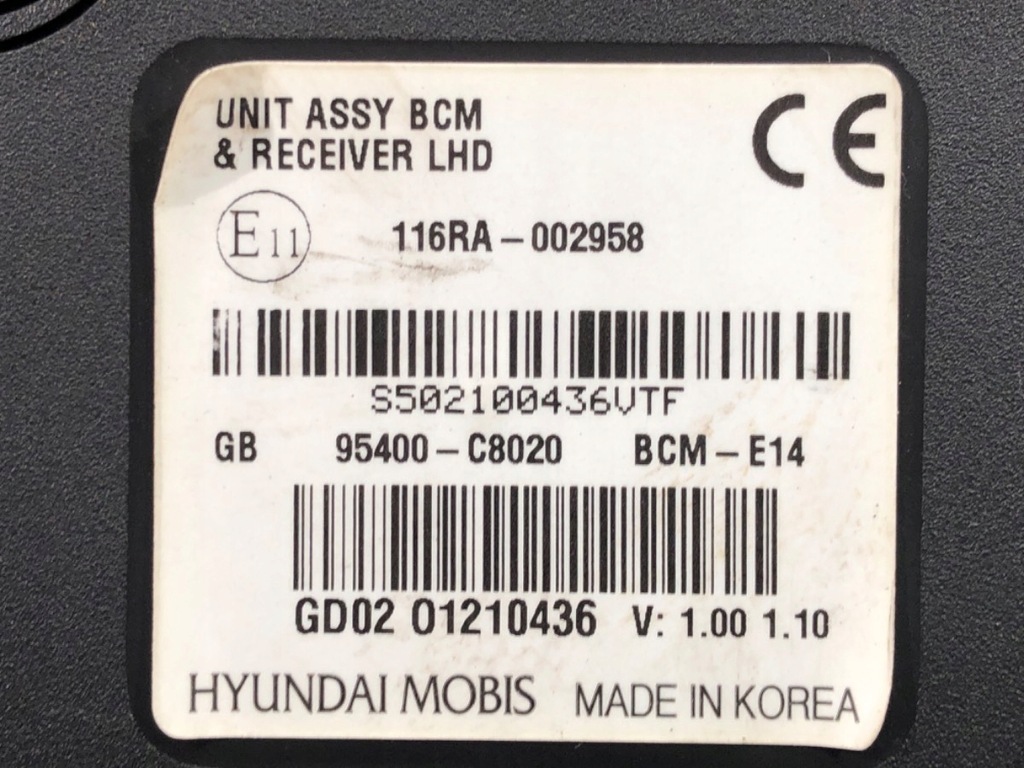 UNIT ASSY BCM
& RECEIVER LHD
CE
E11 116RA-002958
S502100436VTF
GB 95400-C8020 BCM-E14
GD02 01210436 V: 1.00 1.10
HYUNDAI MOBIS MADE IN KOREA